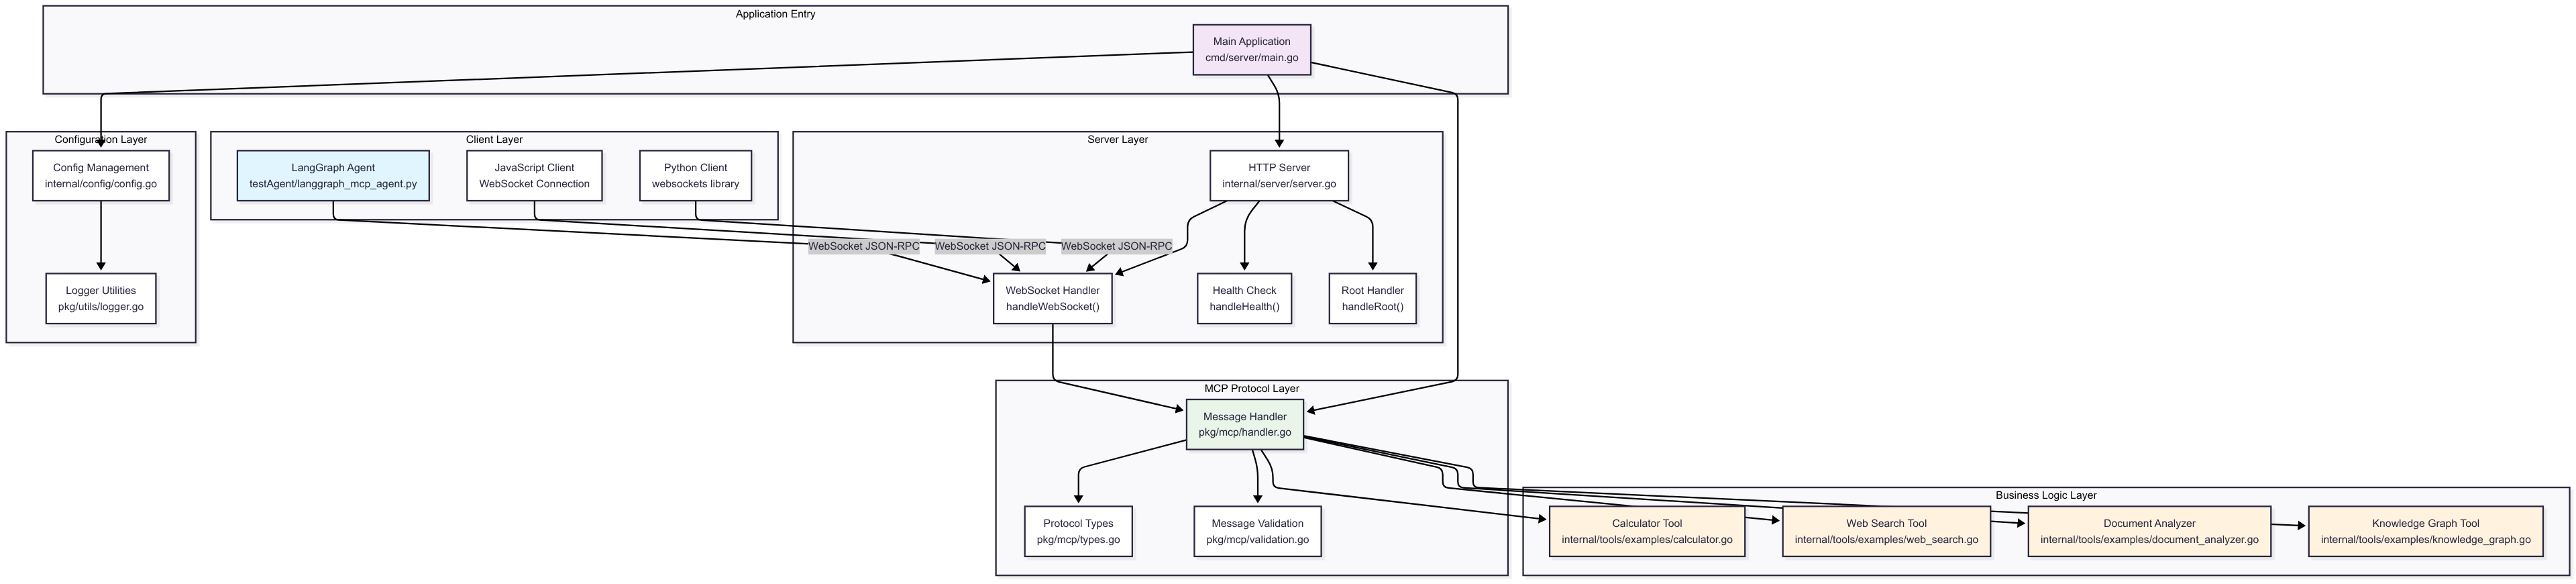 Application Entry
Main Application
cmd/server/main.go
Configuration Layer
Config Management
internal/config/config.go
Logger Utilities
pkg/utils/logger.go
Client Layer
LangGraph Agent
testAgent/langgraph_mcp_agent.py
JavaScript Client
WebSocket Connection
Python Client
websockets library
Server Layer
HTTP Server
internal/server/server.go
WebSocket JSON-RPC
WebSocket JSON-RPC
WebSocket JSON-RPC
WebSocket Handler
handleWebSocket()
Health Check
handleHealth()
Root Handler
handleRoot()
MCP Protocol Layer
Message Handler
pkg/mcp/handler.go
Protocol Types
pkg/mcp/types.go
Message Validation
pkg/mcp/validation.go
Business Logic Layer
Calculator Tool
internal/tools/examples/calculator.go
Web Search Tool
internal/tools/examples/web_search.go
Document Analyzer
internal/tools/examples/document_analyzer.go
Knowledge Graph Tool
internal/tools/examples/knowledge_graph.go